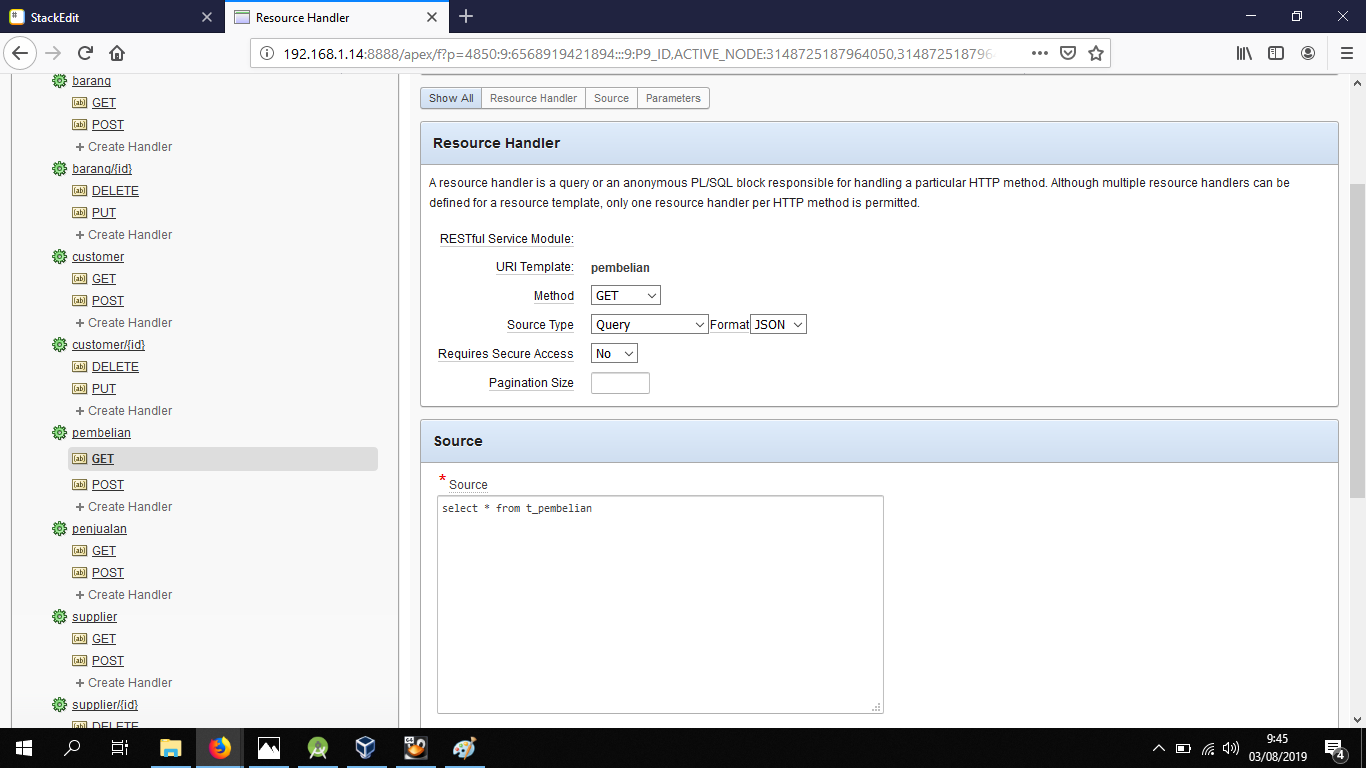 StackEdit
Resource Handler
192.168.1.14:8888/apex/f?p=4850:9:6568919421894:::9:P9_ID,ACTIVE_NODE:3148725187964050,314872518796
barang
GET
POST
+ Create Handler
barang/{id}
DELETE
PUT
+ Create Handler
customer
GET
POST
+ Create Handler
customer/{id}
DELETE
PUT
+ Create Handler
pembelian
GET
POST
+ Create Handler
penjualan
GET
POST
+ Create Handler
supplier
GET
POST
+ Create Handler
supplier/{id}
DELETE
Show All Resource Handler Source Parameters
Resource Handler
A resource handler is a query or an anonymous PL/SQL block responsible for handling a particular HTTP method. Although multiple resource handlers can be
defined for a resource template, only one resource handler per HTTP method is permitted.
RESTful Service Module:
URI Template: pembelian
Method GET
Source Type Query Format JSON
Requires Secure Access No
Pagination Size
Source
* Source
select * from t_pembelian
9:45
03/08/2019
4